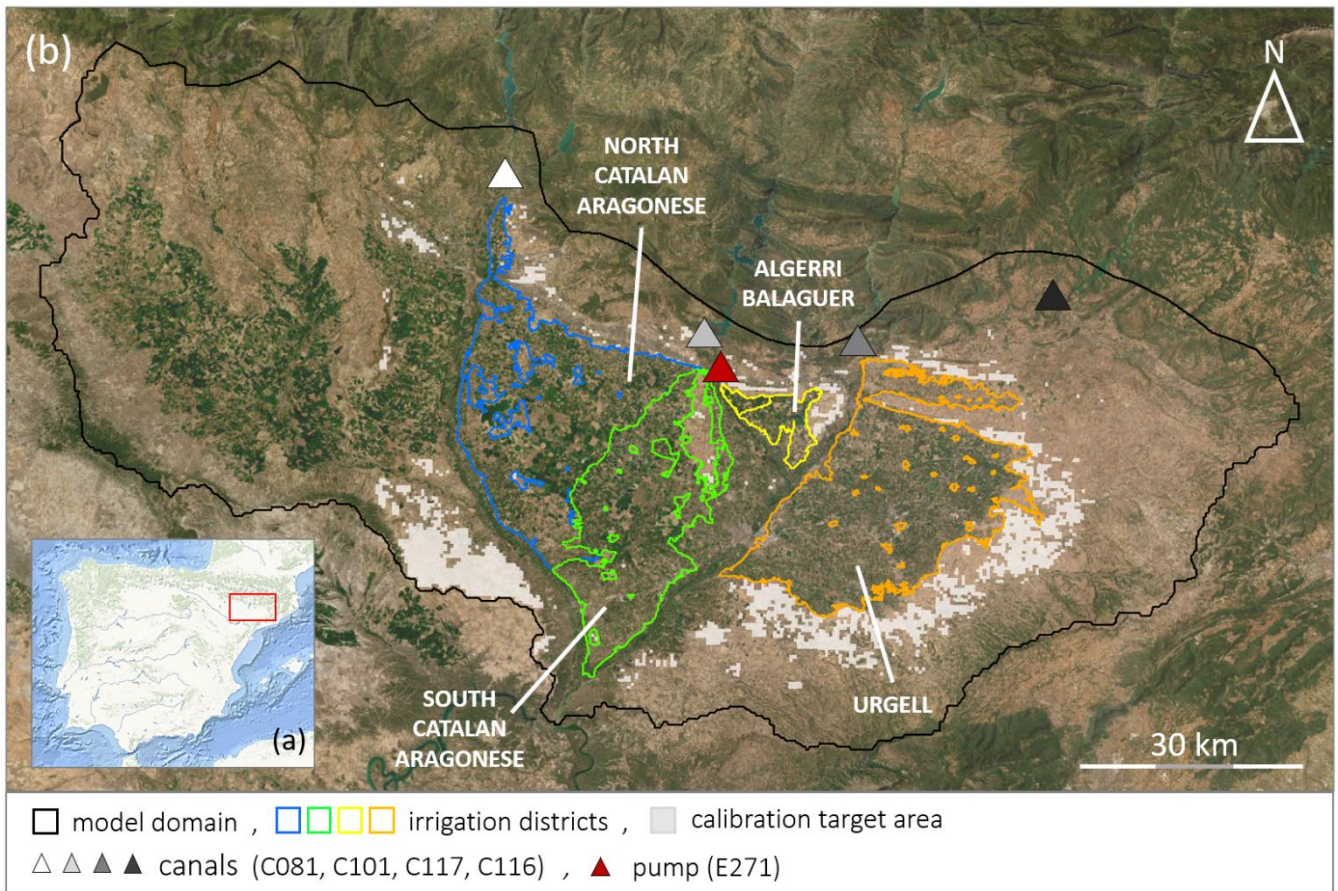 (b)
N
NORTH
CATALAN
ARAGONESE
ALGERRI
BALAGUER
SOUTH
CATALAN
ARAGONESE
URGELL
(a)
30 km
model domain , irrigation districts , calibration target area
canals (C081, C101, C117, C116) , pump (E271)